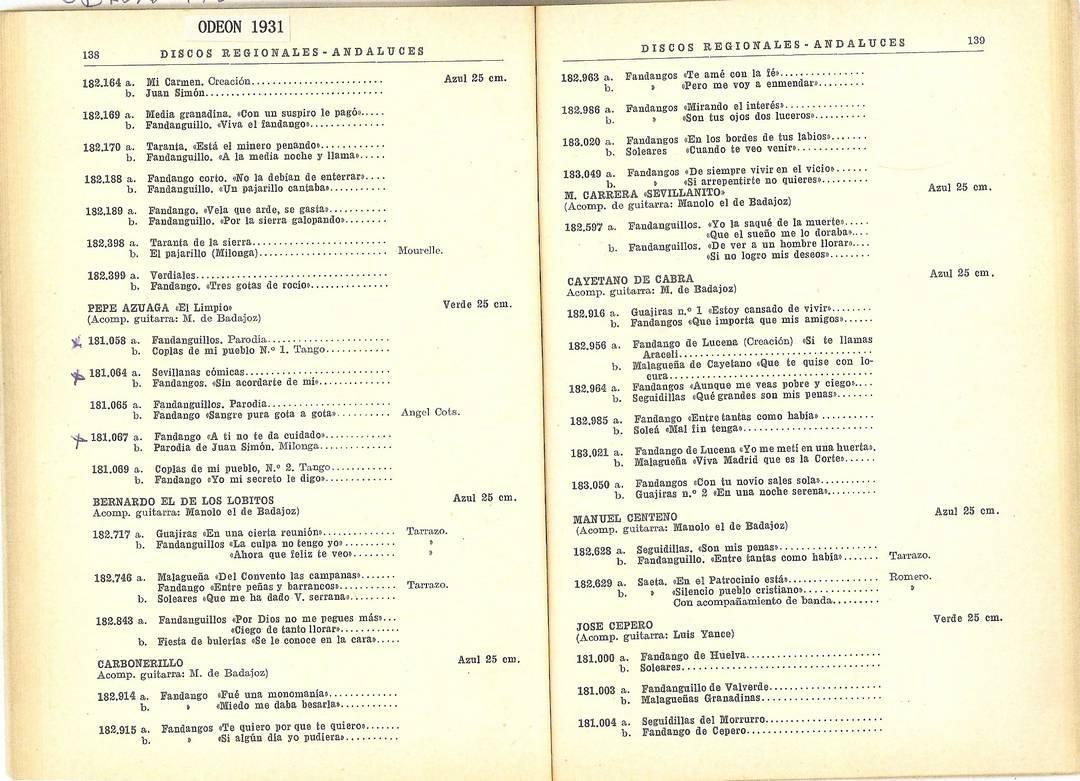 ODEON 1931
138 DISCOS REGIONALES-ANDALUCES
182.164 a. Mi Carmen. Creación........................ Azul 25 cm.
b. Juan Simón................................
182.169 a. Media granadina. «Con un suspiro le pagó».....
b. Fandanguillo. «Viva el fandango»..............
182.170 a. Taranta. «Está el minero penando»............
b. Fandanguillo. «A la media noche y llama».....
182.188 a. Fandango corto. «No la debían de enterrar»....
b. Fandanguillo. «Un pajarillo cantaba»...........
182.189 a. Fandango. «Vela que arde, se gasta»...........
b. Fandanguillo. «Por la sierra galopando»........
182.398 a. Taranta de la sierra.........................
b. El pajarillo (Milonga)........................ Mourelle.
182.399 a. Verdiales...................................
b. Fandango. «Tres gotas de rocío»..............
PEPE AZUAGA «El Limpio» Verde 25 cm.
(Acomp. guitarra: M. de Badajoz)
181.058 a. Fandanguillos. Parodia......................
b. Coplas de mi pueblo N.º 1. Tango............
181.064 a. Sevillanas cómicas..........................
b. Fandangos. «Sin acordarte de mi».............
181.065 a. Fandanguillos. Parodia......................
b. Fandango «Sangre pura gota a gota».......... Angel Cots.
181.067 a. Fandango «A ti no te da cuidado»............
b. Parodia de Juan Simón. Milonga..............
181.069 a. Coplas de mi pueblo, N.º 2. Tango............
b. Fandango «Yo mi secreto le digo»............
BERNARDO EL DE LOS LOBITOS Azul 25 cm.
Acomp. guitarra: Manolo el de Badajoz)
182.717 a. Guajiras «En una cierta reunión»............. Tarrazo.
b. Fandanguillos «La culpa no tengo yo»......... »
«Ahora que feliz te veo»........ »
182.746 a. Malagueña «Del Convento las campanas».......
Fandango «Entre peñas y barrancos»........... Tarrazo.
b. Soleares «Que me ha dado V. serrana».........
182.843 a. Fandanguillos «Por Dios no me pegues más»...
«Ciego de tanto llorar»...........
b. Fiesta de bulerías «Se le conoce en la cara».....
CARBONERILLO Azul 25 cm.
Acomp. guitarra: M. de Badajoz)
182.914 a. Fandango «Fué una monomanía»..............
b. » «Miedo me daba besarla»............
182.915 a. Fandangos «Te quiero por que te quiero».......
b. » «Si algún día yo pudiera»..........
DISCOS REGIONALES-ANDALUCES 139
182.963 a. Fandangos «Te amé con la fé»...............
b. » «Pero me voy a enmendar».........
182.986 a. Fandangos «Mirando el interés»..............
b. » «Son tus ojos dos luceros»..........
183.020 a. Fandangos «En los bordes de tus labios».......
b. Soleares «Cuando te veo venir»............
183.049 a. Fandangos «De siempre vivir en el vicio»......
b. » «Si arrepentirte no quieres»........
M. CARRERA «SEVILLANITO» Azul 25 cm.
(Acomp. de guitarra: Manolo el de Badajoz)
182.597 a. Fandanguillos. «Yo la saqué de la muerte»....
«Que el sueño me lo doraba»....
b. Fandanguillos. «De ver a un hombre llorar»....
«Si no logro mis deseos»........
CAYETANO DE CABRA Azul 25 cm.
Acomp. guitarra: M. de Badajoz)
182.916 a. Guajiras n.º 1 «Estoy cansado de vivir»........
b. Fandangos «Que importa que mis amigos»......
182.956 a. Fandango de Lucena (Creación) «Si te llamas
Araceli...................................
b. Malagueña de Cayetano «Que te quise con lo-
cura....................................
182.964 a. Fandangos «Aunque me veas pobre y ciego»....
b. Seguidillas «Qué grandes son mis penas».......
182.985 a. Fandango «Entre tantas como había»..........
b. Soleá «Mal fin tenga»......................
183.021 a. Fandango de Lucena «Yo me metí en una huerta».
b. Malagueña «Viva Madrid que es la Corte»......
183.050 a. Fandangos «Con tu novio sales sola»...........
b. Guajiras n.º 2 «En una noche serena»..........
MANUEL CENTENO Azul 25 cm.
(Acomp. guitarra: Manolo el de Badajoz)
182.628 a. Seguidillas. «Son mis penas»..................
b. Fandanguillo. «Entre tantas como había»....... Tarrazo.
182.629 a. Saeta. «En el Patrocinio está»................. Romero.
b. » «Silencio pueblo cristiano»............... »
Con acompañamiento de banda.........
JOSE CEPERO Verde 25 cm.
(Acomp. guitarra: Luis Yance)
181.000 a. Fandango de Huelva........................
b. Soleares...................................
181.003 a. Fandanguillo de Valverde....................
b. Malagueñas Granadinas.....................
181.004 a. Seguidillas del Morrurro.....................
b. Fandango de Cepero........................